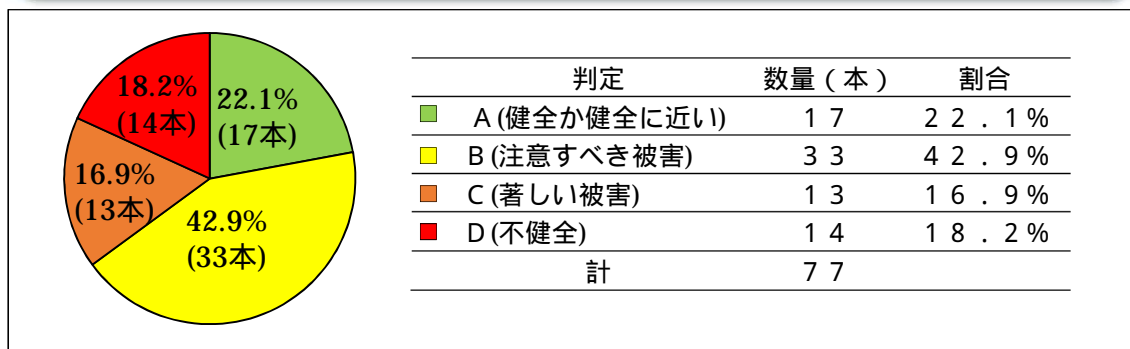 18.2%
(14本)
22.1%
(17本)
16.9%
(13本)
42.9%
(33本)
判定 数量（本） 割合
A(健全か健全に近い) 17 22.1%
B(注意すべき被害) 33 42.9%
C(著しい被害) 13 16.9%
D(不健全) 14 18.2%
計 77